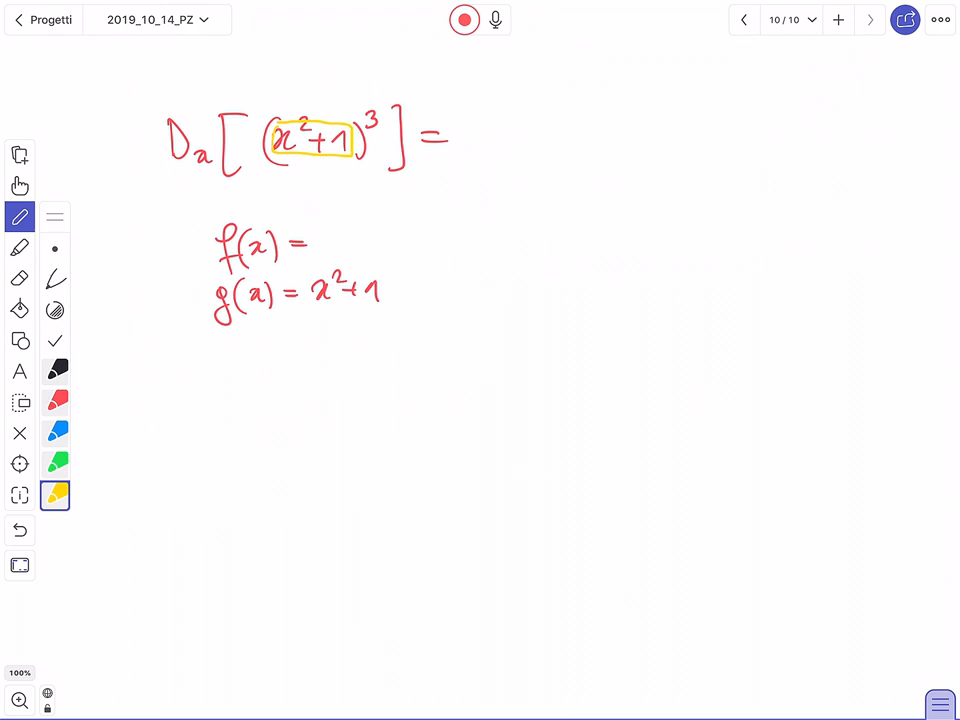 Progetti 2019_10_14_PZ 10 / 10
Dₓ[(x²+1)³] =
f(x) =
g(x) = x²+1
A
100%